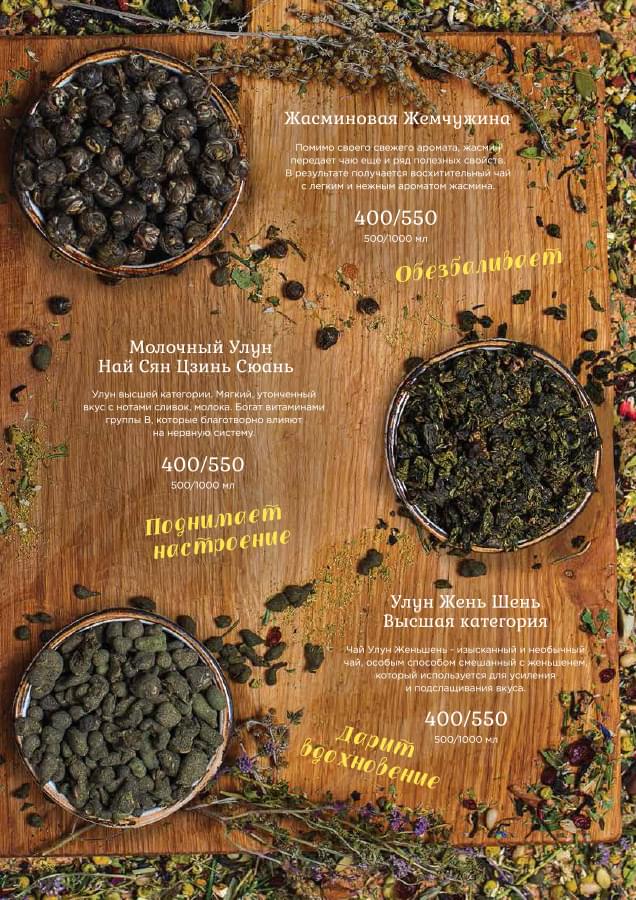 Жасминовая Жемчужина
Помимо своего свежего аромата, жасмин
передает чаю еще и ряд полезных свойств.
В результате получается восхитительный чай
с легким и нежным ароматом жасмина.
400/550
500/1000 мл
Обезбаливает
Молочный Улун
Най Сян Цзинь Сюань
Улун высшей категории. Мягкий, утонченный
вкус с нотами сливок, молока. Богат витаминами
группы В, которые благотворно влияют
на нервную систему.
400/550
500/1000 мл
Поднимает
настроение
Улун Жень Шень
Высшая категория
Чай Улун Женьшень - изысканный и необычный
чай, особым способом смешанный с женьшенем,
который используется для усиления
и подслащивания вкуса.
400/550
500/1000 мл
Дарит
вдохновение